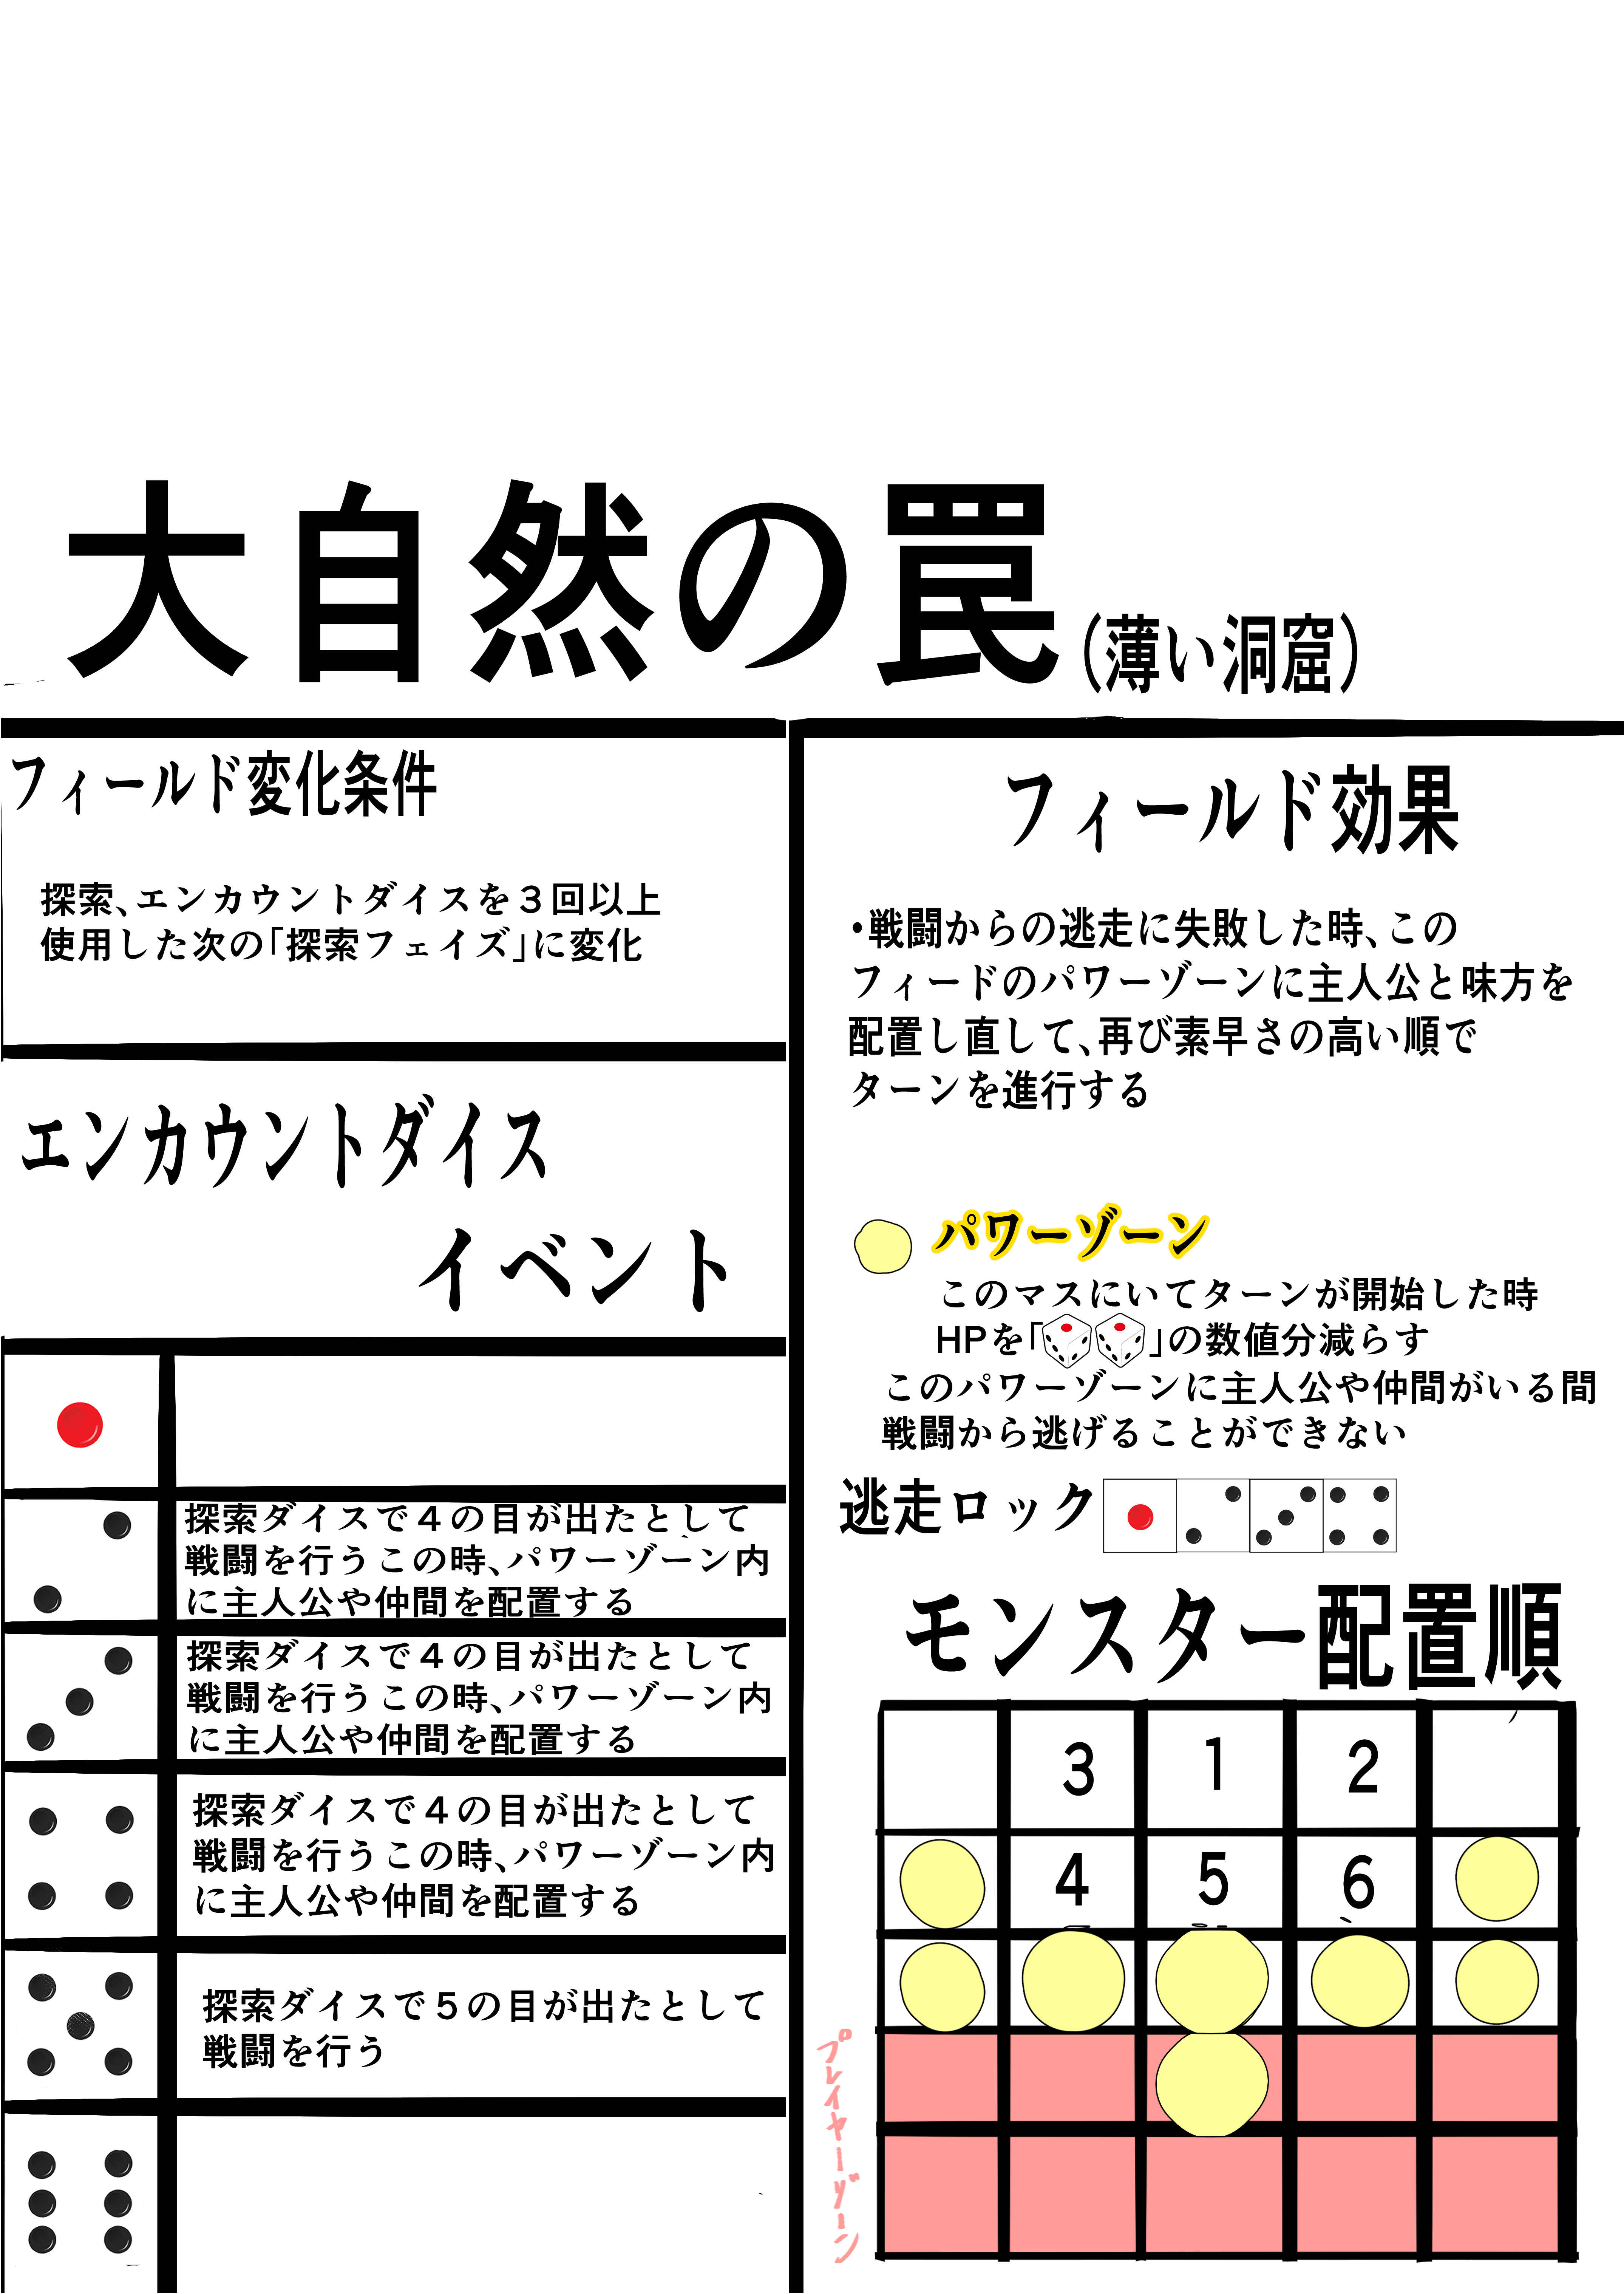 大自然の罠(薄い洞窟)
フィールド変化条件
探索、エンカウントダイスを３回以上
使用した次の「探索フェイズ」に変化
エンカウントダイス
イベント
探索ダイスで４の目が出たとして
戦闘を行うこの時、パワーゾーン内
に主人公や仲間を配置する
探索ダイスで４の目が出たとして
戦闘を行うこの時、パワーゾーン内
に主人公や仲間を配置する
探索ダイスで４の目が出たとして
戦闘を行うこの時、パワーゾーン内
に主人公や仲間を配置する
探索ダイスで５の目が出たとして
戦闘を行う
フィールド効果
・戦闘からの逃走に失敗した時、この
フィードのパワーゾーンに主人公と味方を
配置し直して、再び素早さの高い順で
ターンを進行する
パワーゾーン
このマスにいてターンが開始した時
HPを「」の数値分減らす
このパワーゾーンに主人公や仲間がいる間
戦闘から逃げることができない
逃走ロック
モンスター配置順
3 1 2
4 5 6
プレイヤーゾーン